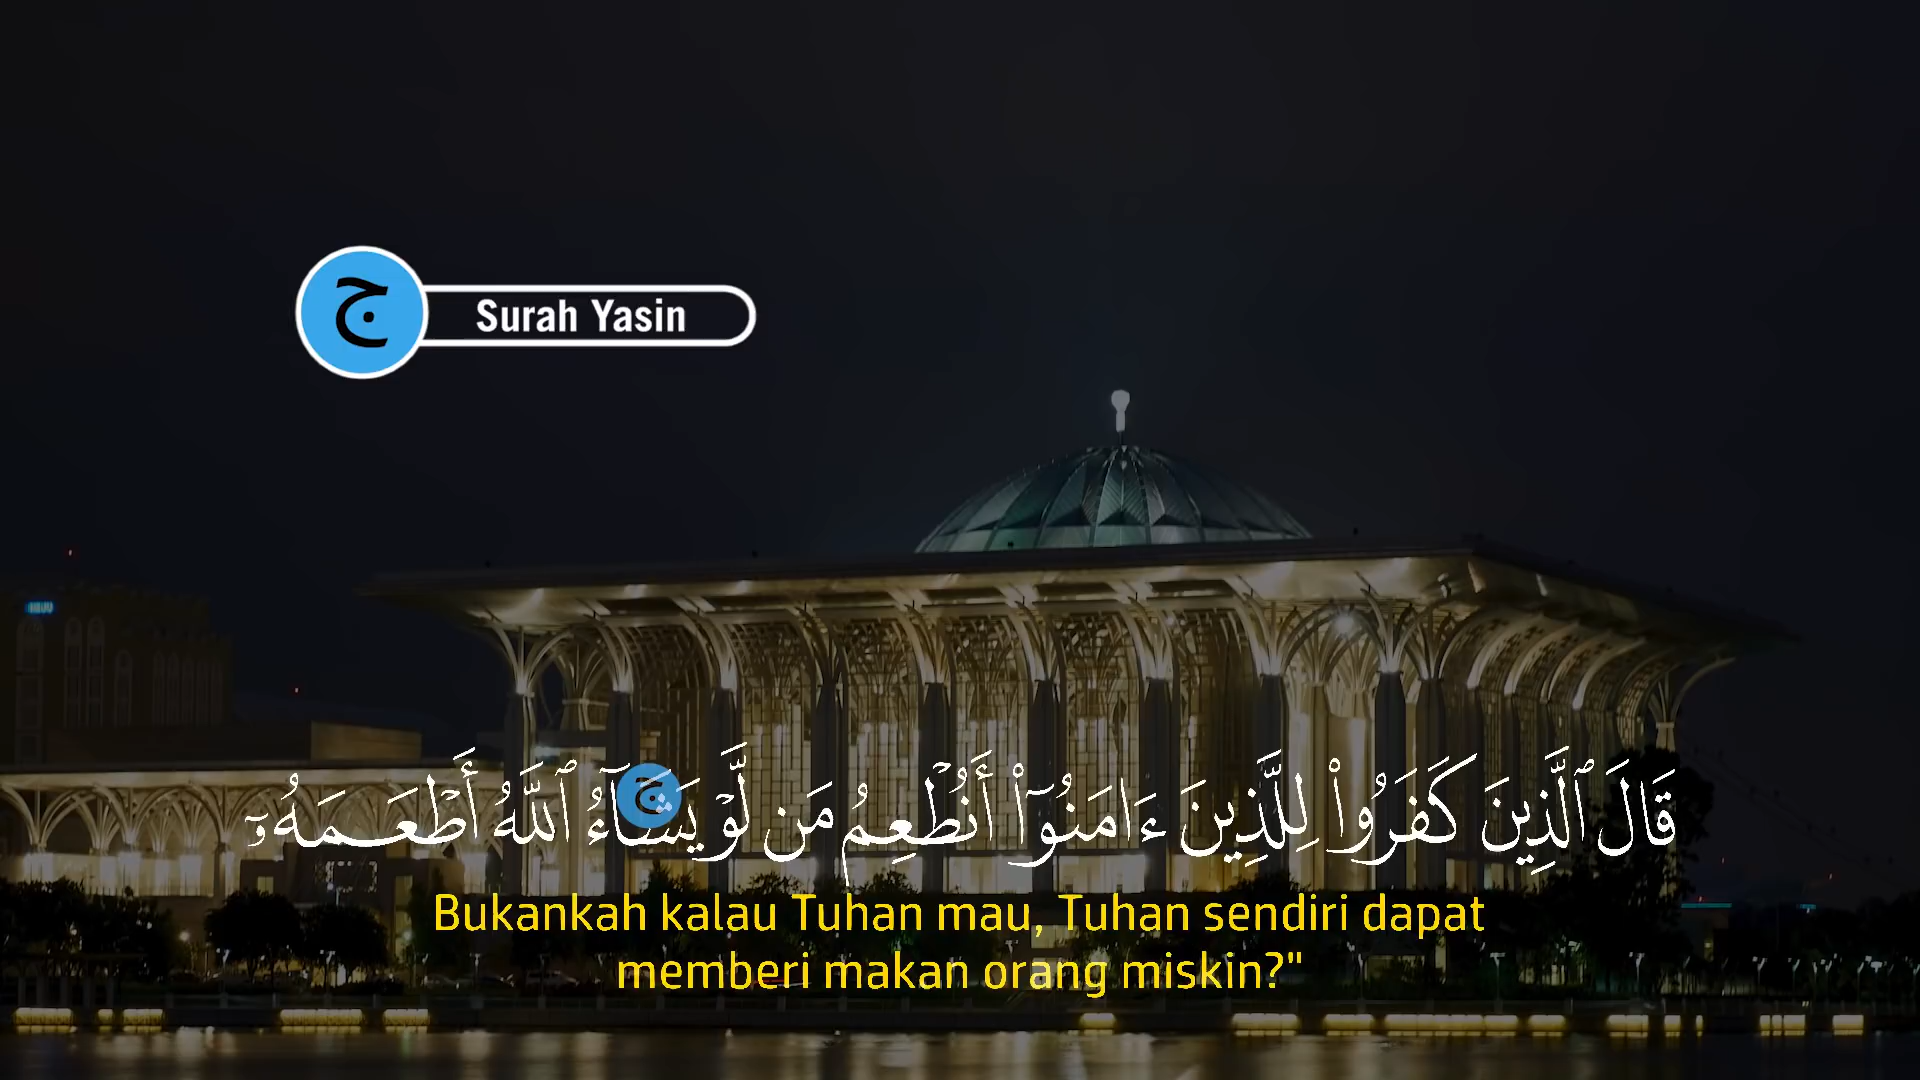 ج
Surah Yasin
قَالَ ٱلَّذِينَ كَفَرُوا۟ لِلَّذِينَ ءَامَنُوٓا۟ أَنُطْعِمُ مَن لَّوْ يَشَآءُ ٱللَّهُ أَطْعَمَهُۥٓ
ج
Bukankah kalau Tuhan mau, Tuhan sendiri dapat
memberi makan orang miskin?"